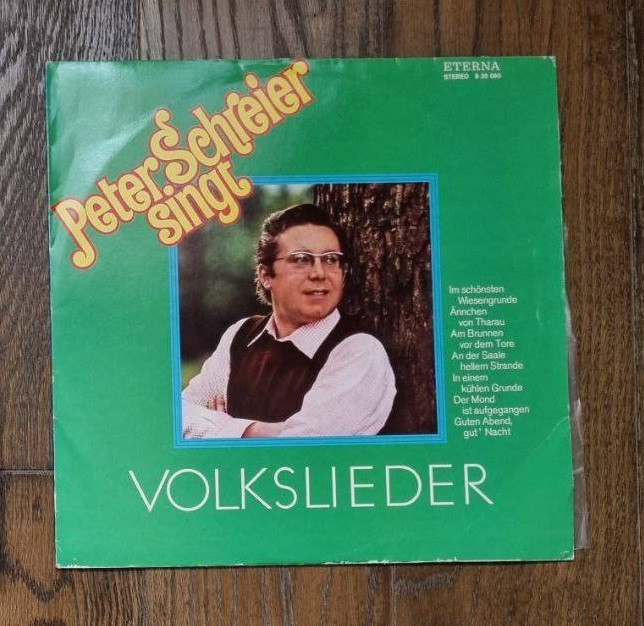 ETERNA
STEREO 8 35 060
Peter Schreier
singt
Im schönsten
Wiesengrunde
Ännchen
von Tharau
Am Brunnen
vor dem Tore
An der Saale
hellem Strande
In einem
kühlen Grunde
Der Mond
ist aufgegangen
Guten Abend,
gut' Nacht
VOLKSLIEDER